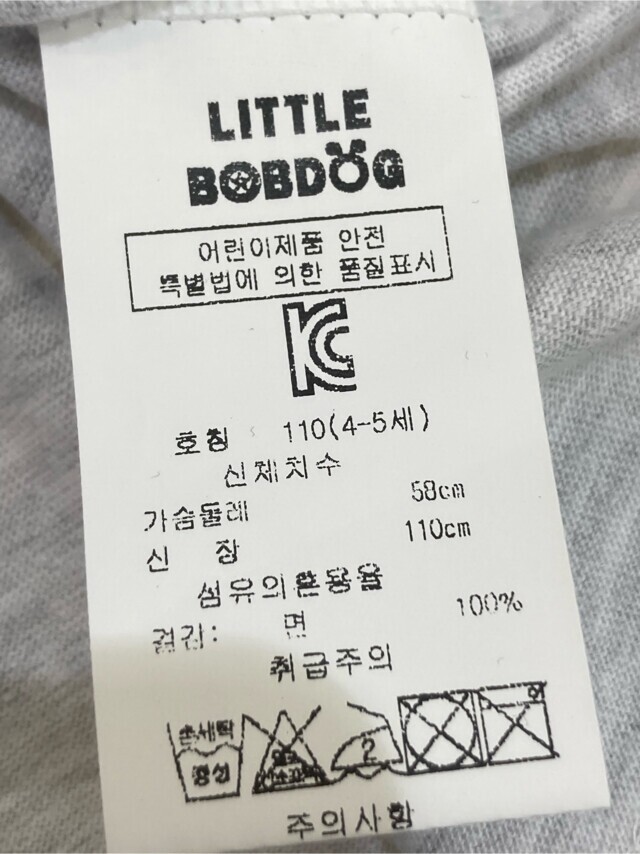 LITTLE
BOBDOG
어린이제품 안전
특별법에 의한 품질표시
KC
호칭 110(4-5세)
신체치수
가슴둘레 58cm
신 장 110cm
섬유의혼용율
겉감: 면 100%
취급주의
손세탁
중성
2
주의사항